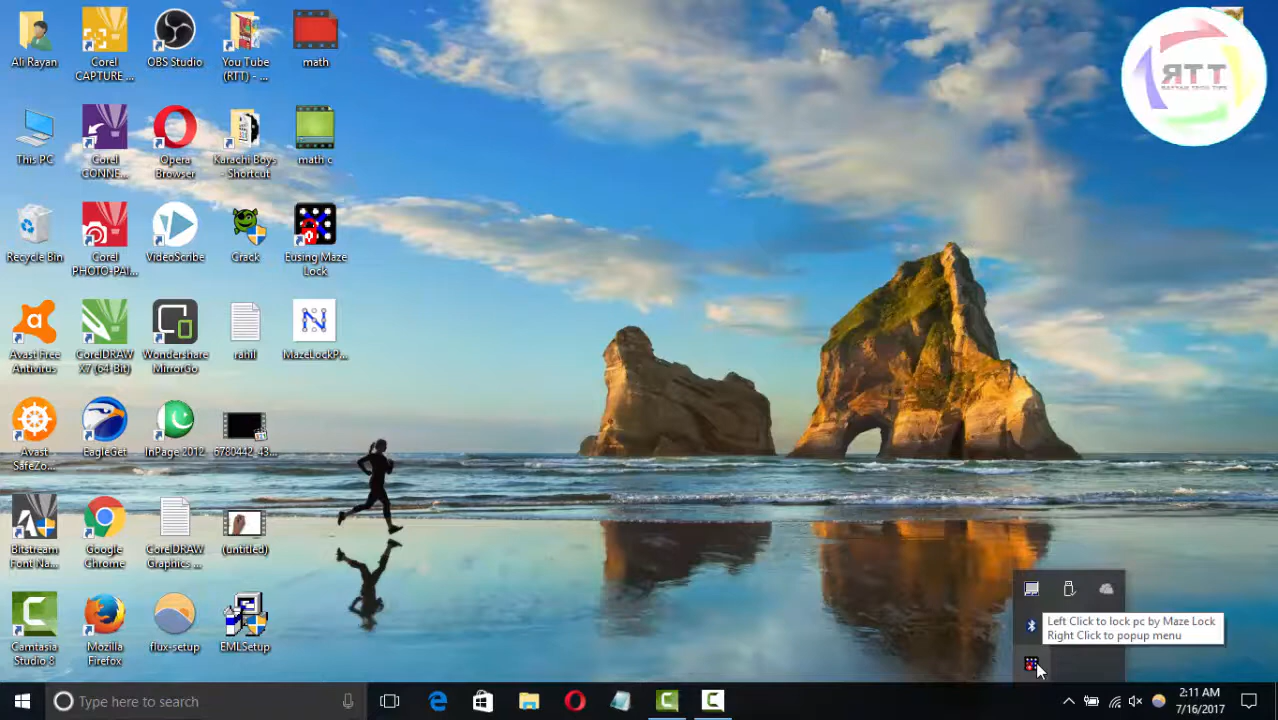 Ali Rayan
Corel
CAPTURE ...
OBS Studio
You Tube
(RTT) - ...
math
This PC
Corel
CONNE...
Opera
Browser
Karachi Boys
- Shortcut
math c
Recycle Bin
Corel
PHOTO-PAI...
VideoScribe
Crack
Eusing Maze
Lock
Avast Free
Antivirus
CorelDRAW
X7 (64-Bit)
Wondershare
MirrorGo
rahil
MazeLockP...
Avast
SafeZo...
EagleGet
InPage 2012
6780442_43...
Bitstream
Font Na...
Google
Chrome
CorelDRAW
Graphics ...
(untitled)
Camtasia
Studio 8
Mozilla
Firefox
flux-setup
EMLSetup
Left Click to lock pc by Maze Lock
Right Click to popup menu
Type here to search
2:11 AM
7/16/2017